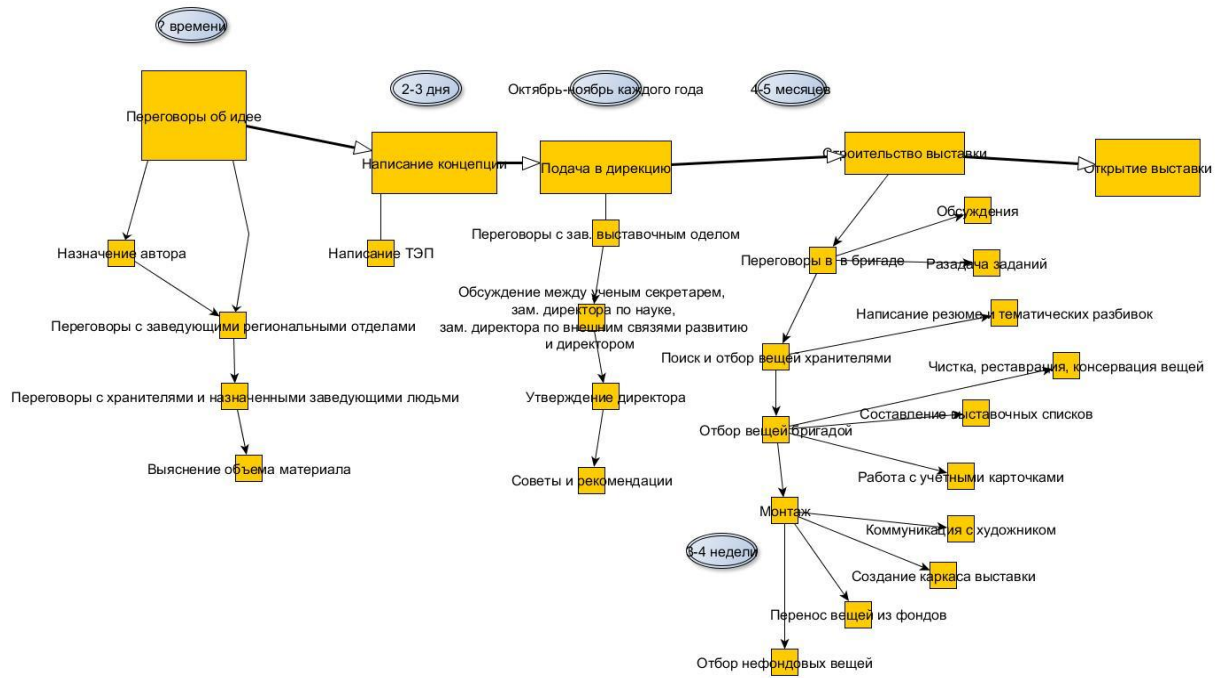 ? времени
2-3 дня
Октябрь-ноябрь каждого года
4-5 месяцев
Переговоры об идее
Написание концепции
Подача в дирекцию
Строительство выставки
Открытие выставки
Назначение автора
Переговоры с заведующими региональными отделами
Переговоры с хранителями и назначенными заведующими людьми
Выяснение объема материала
Написание ТЭП
Переговоры с зав. выставочным оделом
Обсуждение между ученым секретарем,
зам. директора по науке,
зам. директора по внешним связями развитию
и директором
Утверждение директора
Советы и рекомендации
Обсуждения
Переговоры в в бригаде
Разадача заданий
Написание резюме и тематических разбивок
Поиск и отбор вещей хранителями
Чистка, реставрация, консервация вещей
Составление выставочных списков
Отбор вещей бригадой
Работа с учетными карточками
Монтаж
Коммуникация с художником
3-4 недели
Создание каркаса выставки
Перенос вещей из фондов
Отбор нефондовых вещей